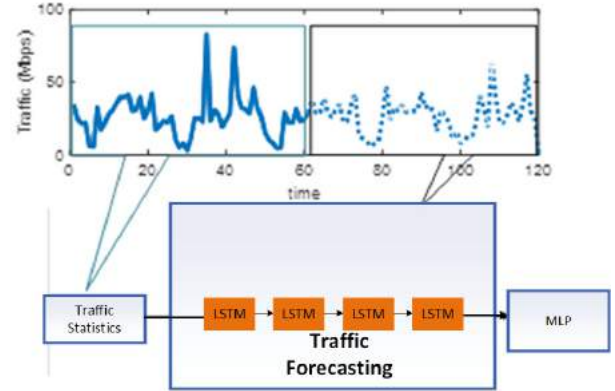 100
Traffic (Mbps)
50
0
0
20
40
60
80
100
120
time
Traffic
Statistics
LSTM
LSTM
LSTM
LSTM
Traffic
Forecasting
MLP